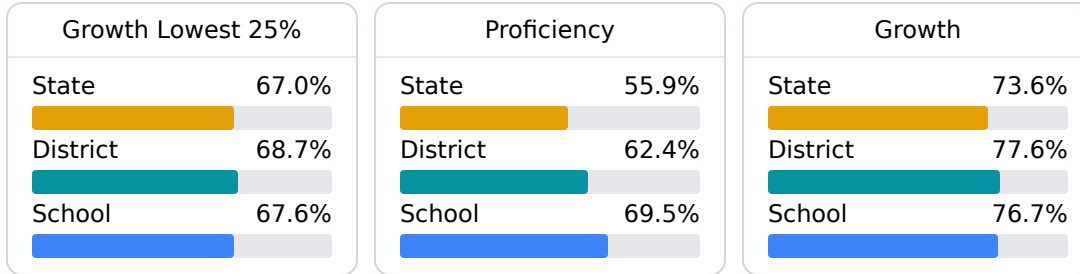 Growth Lowest 25%
State 67.0%
District 68.7%
School 67.6%
Proficiency
State 55.9%
District 62.4%
School 69.5%
Growth
State 73.6%
District 77.6%
School 76.7%